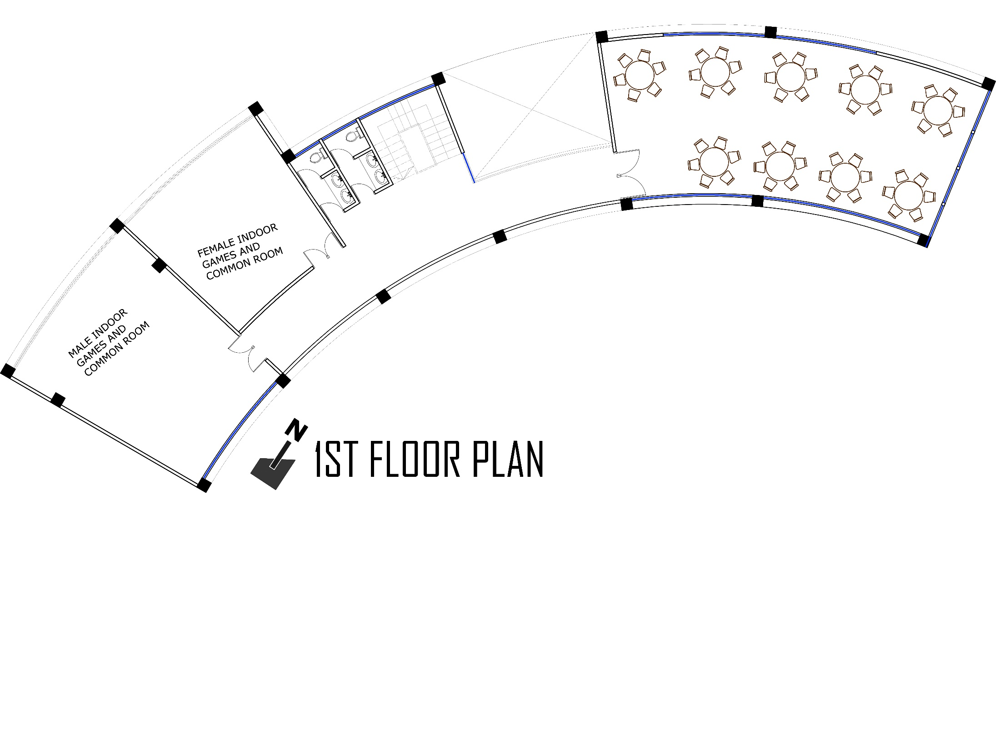 FEMALE INDOOR
GAMES AND
COMMON ROOM
MALE INDOOR
GAMES AND
COMMON ROOM
N
1ST FLOOR PLAN